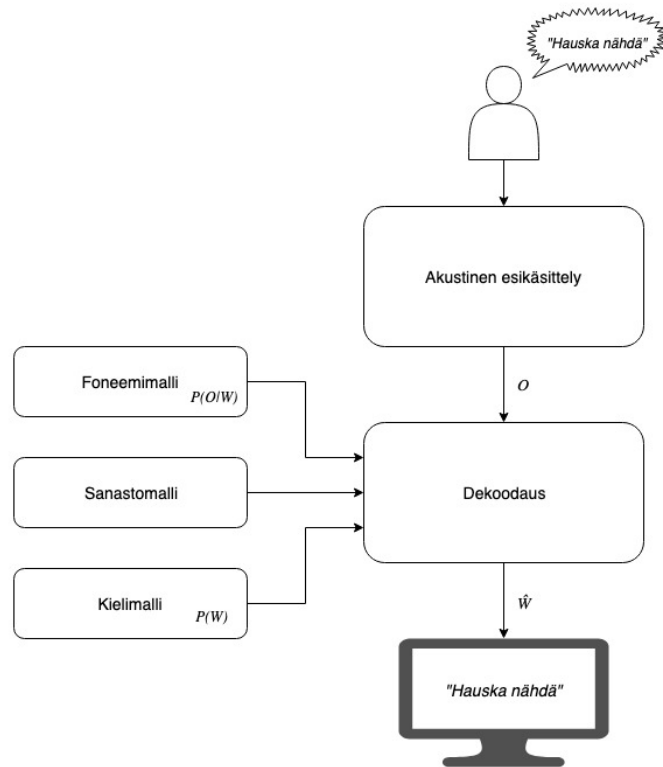 "Hauska nähdä"
Akustinen esikäsittely
O
Foneemimalli
P(O|W)
Sanastomalli
Dekoodaus
Kielimalli
P(W)
Ŵ
"Hauska nähdä"